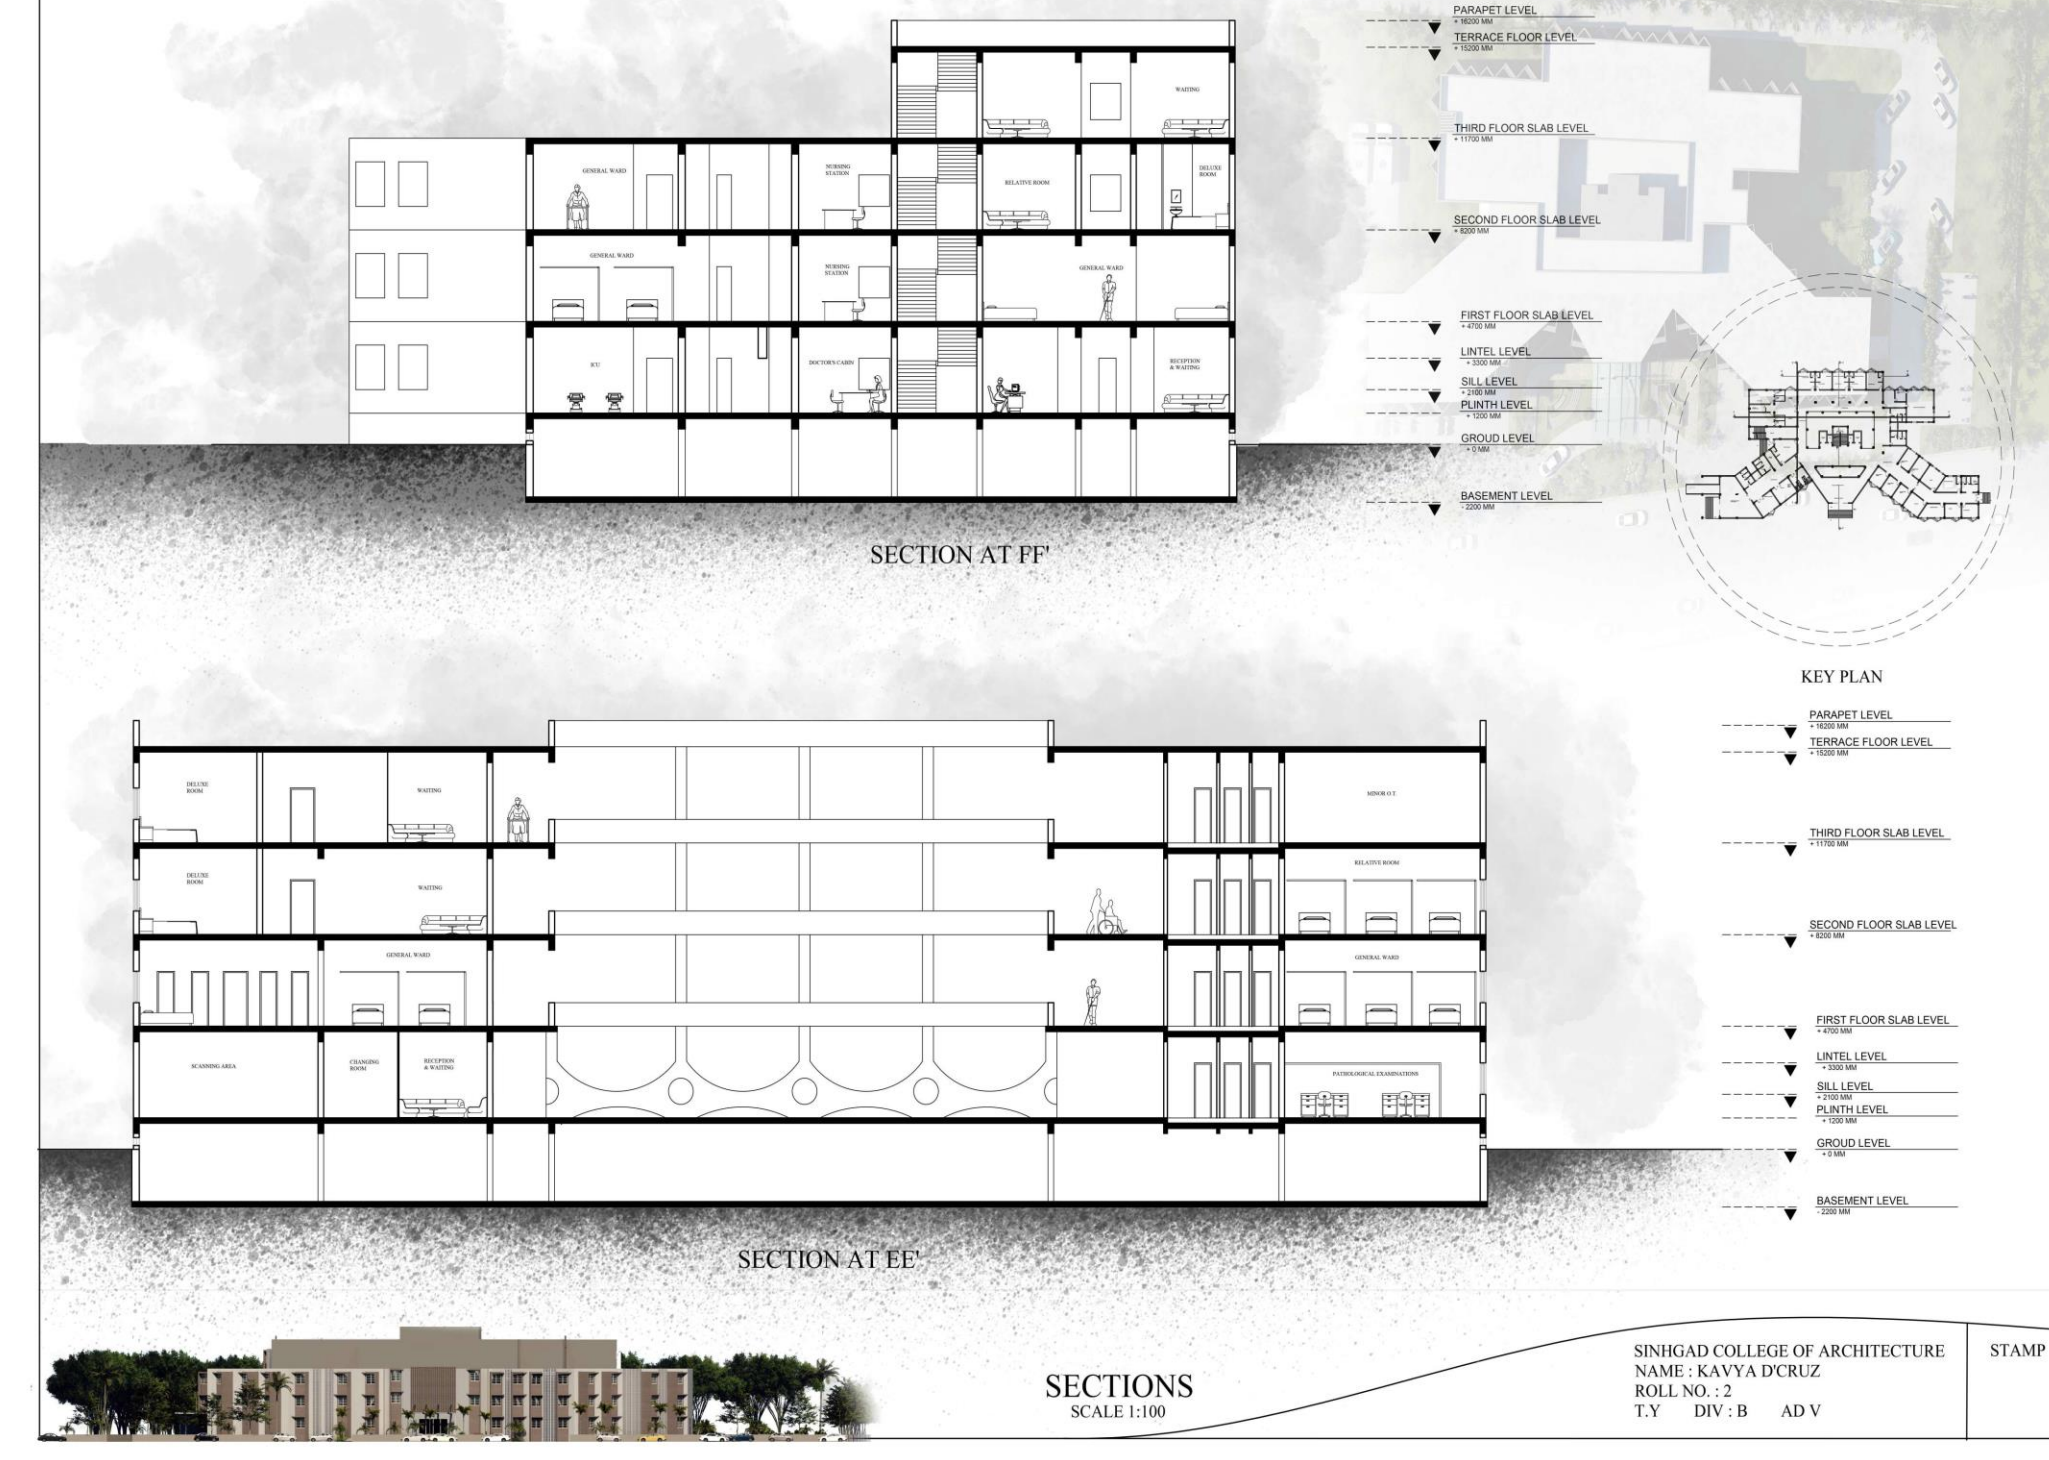 PARAPET LEVEL
+ 16200 MM
TERRACE FLOOR LEVEL
+ 15200 MM
WAITING
THIRD FLOOR SLAB LEVEL
+ 11700 MM
GENERAL WARD
NURSING
STATION
RELATIVE ROOM
DELUXE
ROOM
SECOND FLOOR SLAB LEVEL
+ 8200 MM
GENERAL WARD
NURSING
STATION
GENERAL WARD
FIRST FLOOR SLAB LEVEL
+ 4700 MM
ICU
DOCTOR'S CABIN
RECEPTION
& WAITING
LINTEL LEVEL
+ 3300 MM
SILL LEVEL
+ 2100 MM
PLINTH LEVEL
+ 1200 MM
GROUD LEVEL
+ 0 MM
BASEMENT LEVEL
- 2200 MM
SECTION AT FF'
KEY PLAN
PARAPET LEVEL
+ 16200 MM
TERRACE FLOOR LEVEL
+ 15200 MM
DELUXE
ROOM
WAITING
MINOR O.T.
THIRD FLOOR SLAB LEVEL
+ 11700 MM
DELUXE
ROOM
WAITING
RELATIVE ROOM
SECOND FLOOR SLAB LEVEL
+ 8200 MM
GENERAL WARD
GENERAL WARD
FIRST FLOOR SLAB LEVEL
+ 4700 MM
SCANNING AREA
CHANGING
ROOM
RECEPTION
& WAITING
PATHOLOGICAL EXAMINATIONS
LINTEL LEVEL
+ 3300 MM
SILL LEVEL
+ 2100 MM
PLINTH LEVEL
+ 1200 MM
GROUD LEVEL
+ 0 MM
BASEMENT LEVEL
- 2200 MM
SECTION AT EE'
SECTIONS
SCALE 1:100
SINHGAD COLLEGE OF ARCHITECTURE
NAME : KAVYA D'CRUZ
ROLL NO. : 2
T.Y DIV : B AD V
STAMP